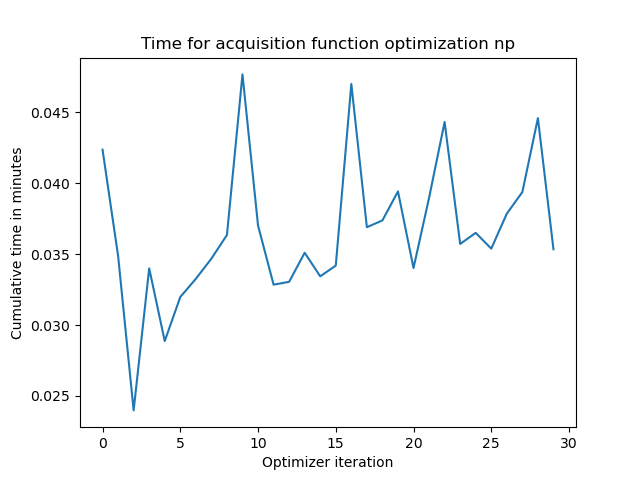 Time for acquisition function optimization np
Cumulative time in minutes
0.045
0.040
0.035
0.030
0.025
0 5 10 15 20 25 30
Optimizer iteration